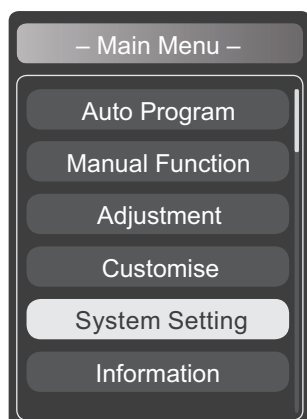 – Main Menu –
Auto Program
Manual Function
Adjustment
Customise
System Setting
Information